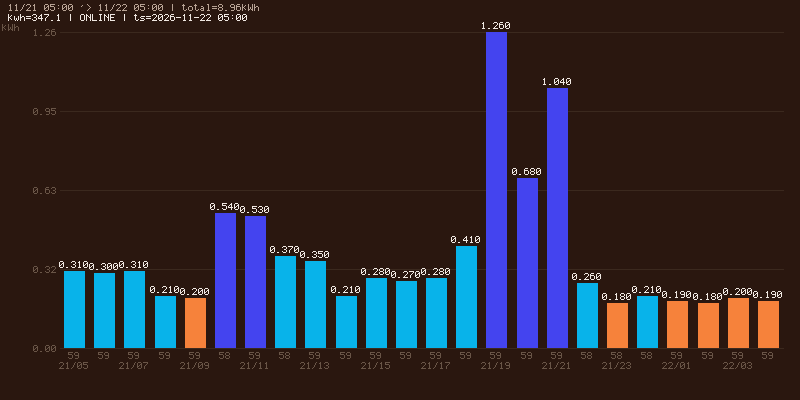 11/21 05:00 -> 11/22 05:00 | total=8.96kWh
Kwh=347.1 | ONLINE | ts=2026-11-22 05:00
kWh
1.26
0.95
0.63
0.32
0.00
0.310 0.300 0.310 0.210 0.200 0.540 0.530 0.370 0.350 0.210 0.280 0.270 0.280 0.410 1.260 0.680 1.040 0.260 0.180 0.210 0.190 0.180 0.200 0.190
59 59 59 59 59 58 59 58 59 59 59 59 59 59 59 59 59 58 58 58 59 59 59 59
21/05 21/07 21/09 21/11 21/13 21/15 21/17 21/19 21/21 21/23 22/01 22/03